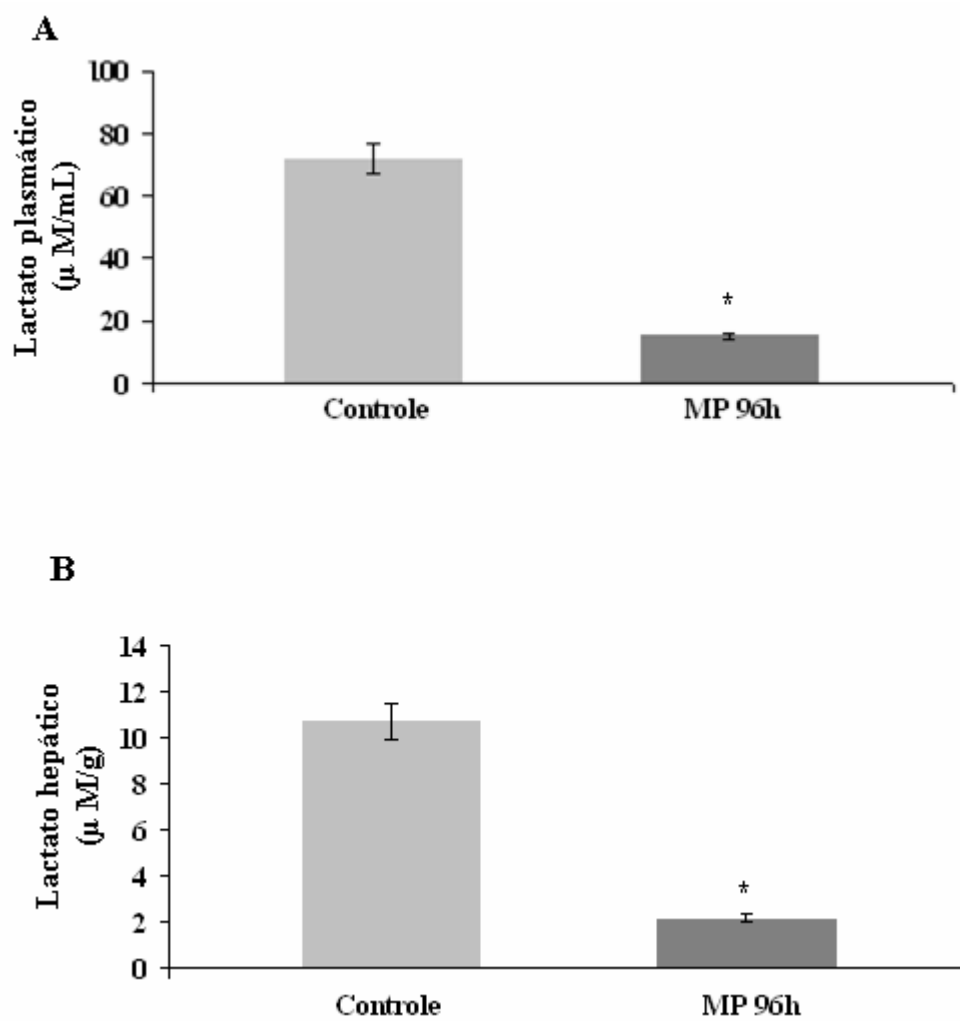 A
Lactato plasmático
(µ M/mL)
100
80
60
40
20
0
*
Controle
MP 96h
B
Lactato hepático
(µ M/g)
14
12
10
8
6
4
2
0
*
Controle
MP 96h